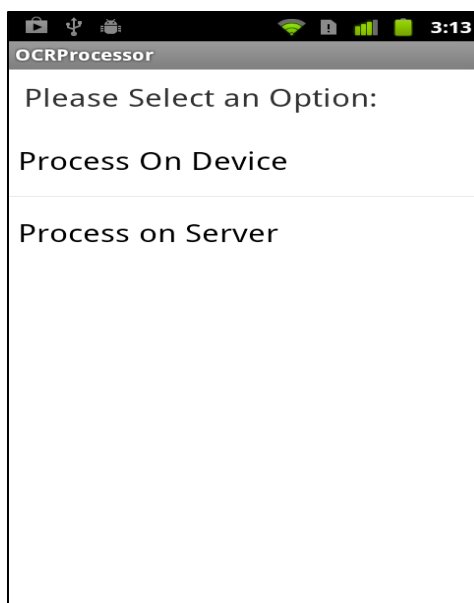 3:13
OCRProcessor
Please Select an Option:
Process On Device
Process on Server